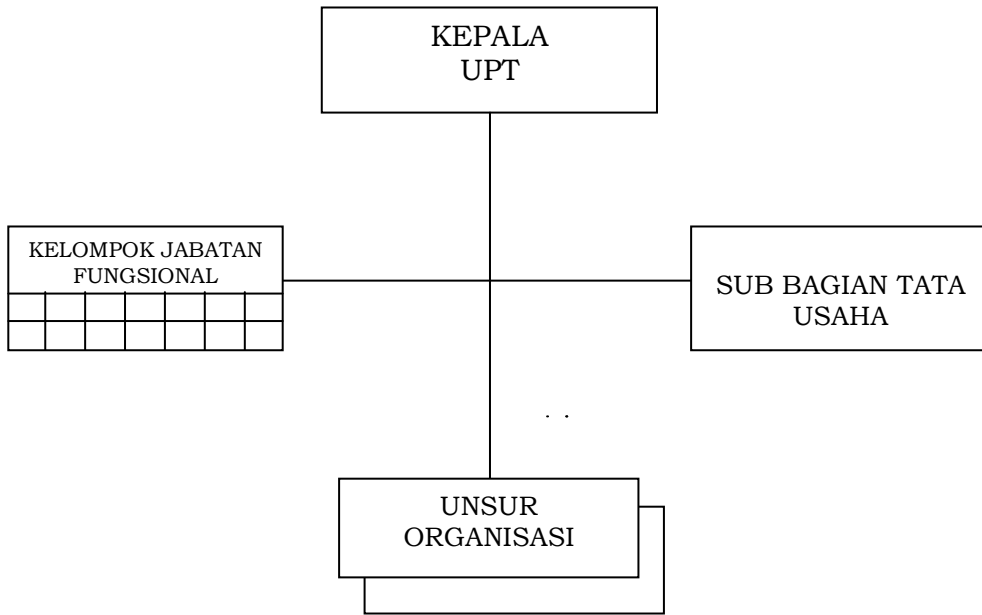 KEPALA
UPT
KELOMPOK JABATAN
FUNGSIONAL
SUB BAGIAN TATA
USAHA
. .
UNSUR
ORGANISASI